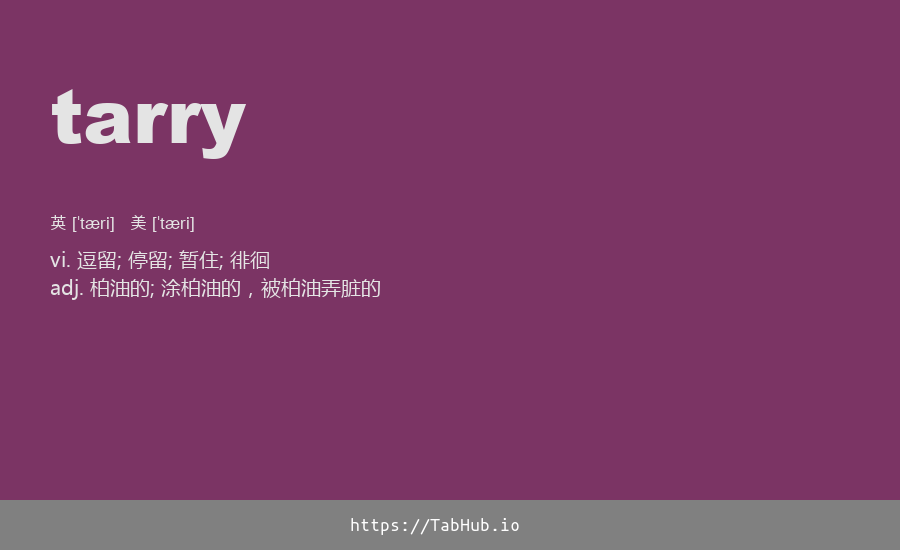 tarry
英 ['tæri] 美 ['tæri]
vi. 逗留; 停留; 暂住; 徘徊
adj. 柏油的; 涂柏油的，被柏油弄脏的
https://TabHub.io